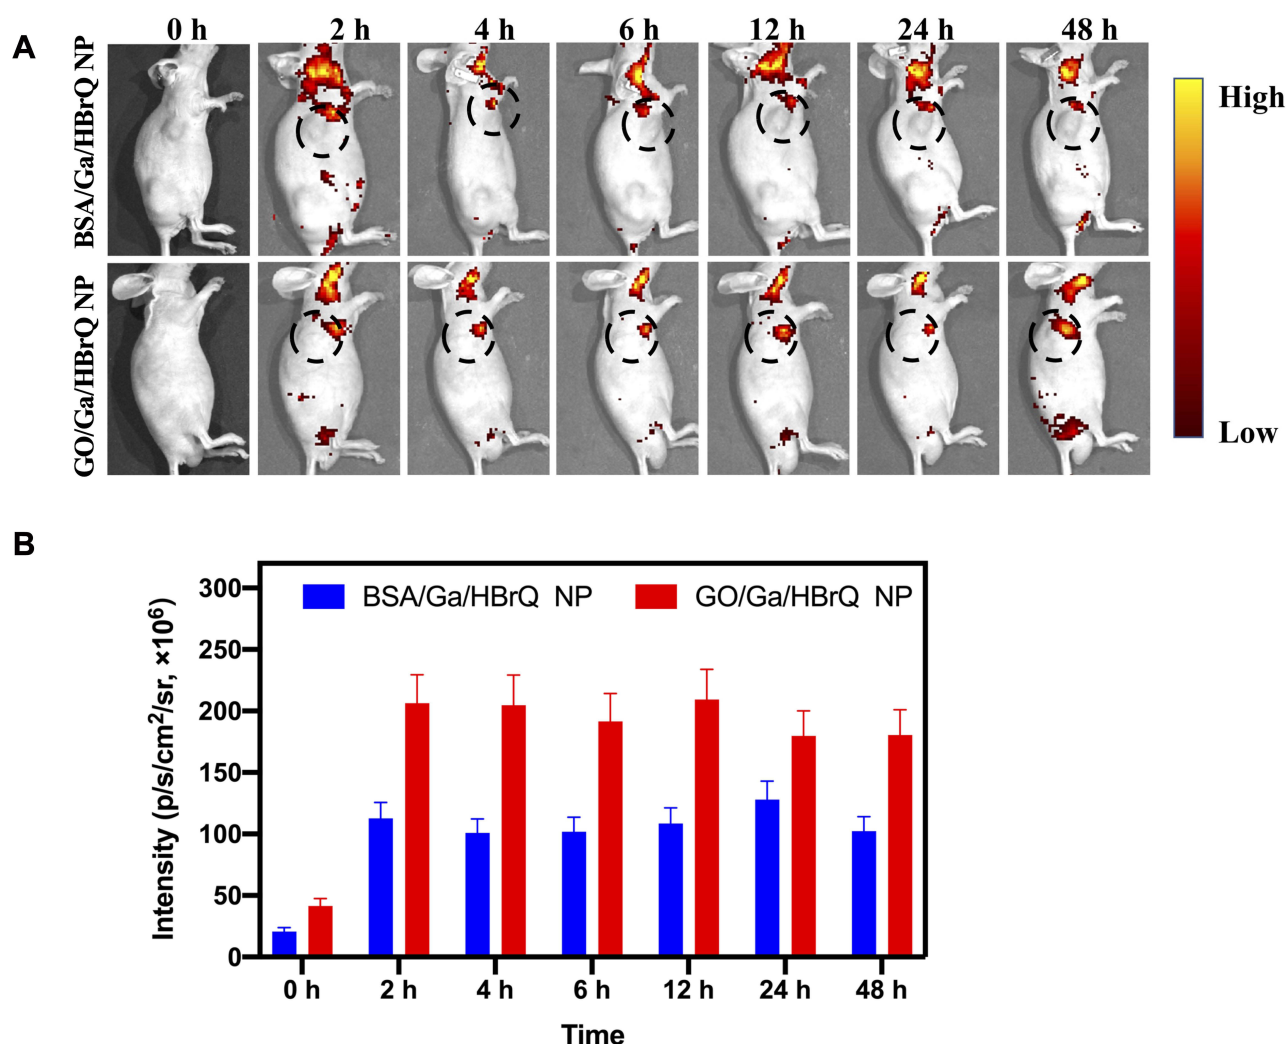 A
0 h 2 h 4 h 6 h 12 h 24 h 48 h
BSA/Ga/HBrQ NP
GO/Ga/HBrQ NP
High
Low
B
BSA/Ga/HBrQ NP
GO/Ga/HBrQ NP
Intensity (p/s/cm²/sr, ×10⁶)
300
250
200
150
100
50
0
0 h 2 h 4 h 6 h 12 h 24 h 48 h
Time